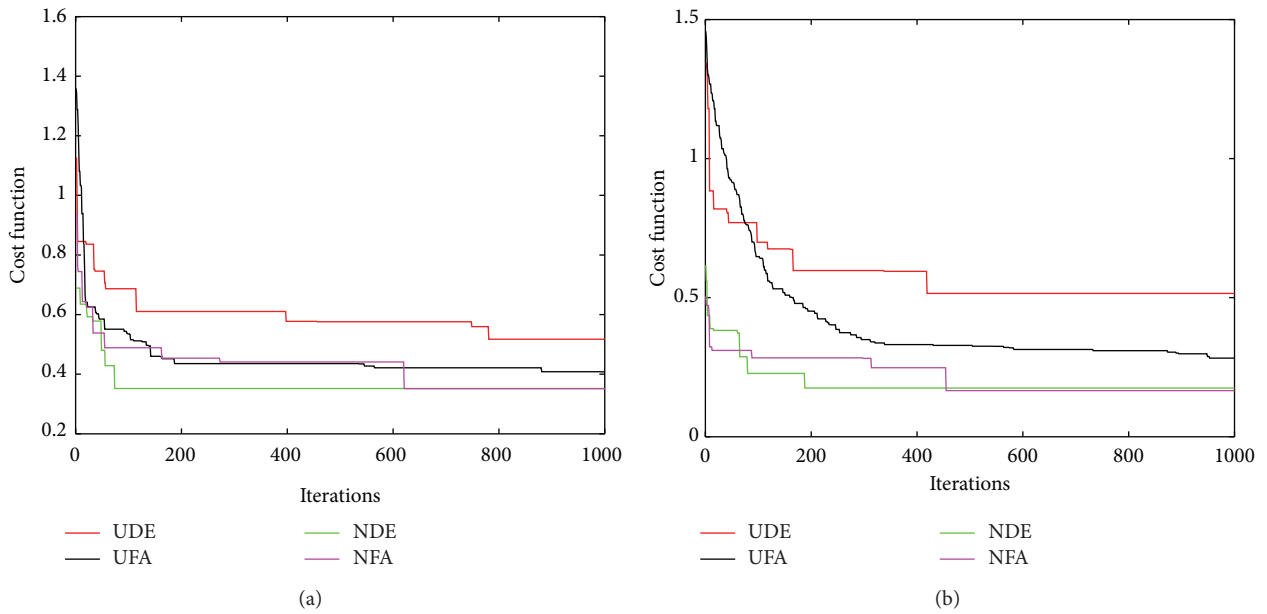 1.6
1.4
1.2
1
0.8
0.6
0.4
0.2
Cost function
0 200 400 600 800 1000
Iterations
UDE
UFA
NDE
NFA
(a)
1.5
1
0.5
0
Cost function
0 200 400 600 800 1000
Iterations
UDE
UFA
NDE
NFA
(b)